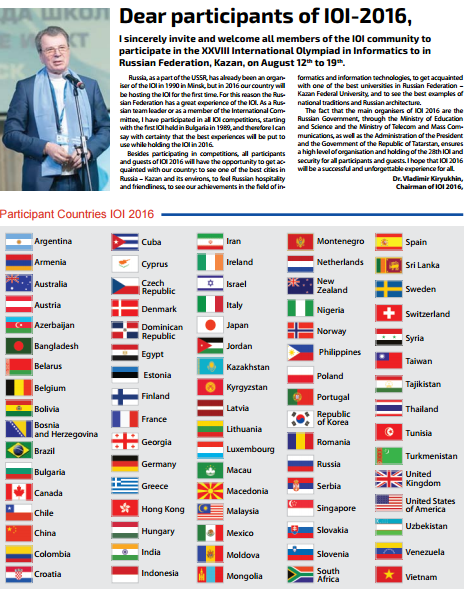 Dear participants of IOI-2016,
I sincerely invite and welcome all members of the IOI community to
participate in the XXVIII International Olympiad in Informatics to in
Russian Federation, Kazan, on August 12th to 19th.
Russia, as a part of the USSR, has already been an organ-
iser of the IOI in 1990 in Minsk, but in 2016 our country will
be hosting the IOI for the first time. For this reason the Rus-
sian Federation has a great experience of the IOI. As a Rus-
sian team leader or as a member of the International Com-
mittee, I have participated in all IOI competitions, starting
with the first IOI held in Bulgaria in 1989, and therefore I can
say with certainty that the best experiences will be put to
use while holding the IOI in 2016.
Besides participating in competitions, all participants
and guests of IOI 2016 will have the opportunity to get ac-
quainted with our country: to see one of the best cities in
Russia – Kazan and its environs, to feel Russian hospitality
and friendliness, to see our achievements in the field of in-
formatics and information technologies, to get acquainted
with one of the best universities in Russian Federation –
Kazan Federal University, and to see the best examples of
national traditions and Russian architecture.
The fact that the main organisers of IOI 2016 are the
Russian Government, through the Ministry of Education
and Science and the Ministry of Telecom and Mass Com-
munications, as well as the Administration of the President
and the Government of the Republic of Tatarstan, ensures
a high level of organisation and holding of the 28th IOI and
security for all participants and guests. I hope that IOI 2016
will be a successful and unforgettable experience for all.
Dr. Vladimir Kiryukhin,
Chairman of IOI 2016,
Participant Countries IOI 2016
Argentina
Armenia
Australia
Austria
Azerbaijan
Bangladesh
Belarus
Belgium
Bolivia
Bosnia
and Herzegovina
Brazil
Bulgaria
Canada
Chile
China
Colombia
Croatia
Cuba
Cyprus
Czech
Republic
Denmark
Dominican
Republic
Egypt
Estonia
Finland
France
Georgia
Germany
Greece
Hong Kong
Hungary
India
Indonesia
Iran
Ireland
Israel
Italy
Japan
Jordan
Kazakhstan
Kyrgyzstan
Latvia
Lithuania
Luxembourg
Macau
Macedonia
Malaysia
Mexico
Moldova
Mongolia
Montenegro
Netherlands
New
Zealand
Nigeria
Norway
Philippines
Poland
Portugal
Republic
of Korea
Romania
Russia
Serbia
Singapore
Slovakia
Slovenia
South
Africa
Spain
Sri Lanka
Sweden
Switzerland
Syria
Taiwan
Tajikistan
Thailand
Tunisia
Turkmenistan
United
Kingdom
United States
of America
Uzbekistan
Venezuela
Vietnam